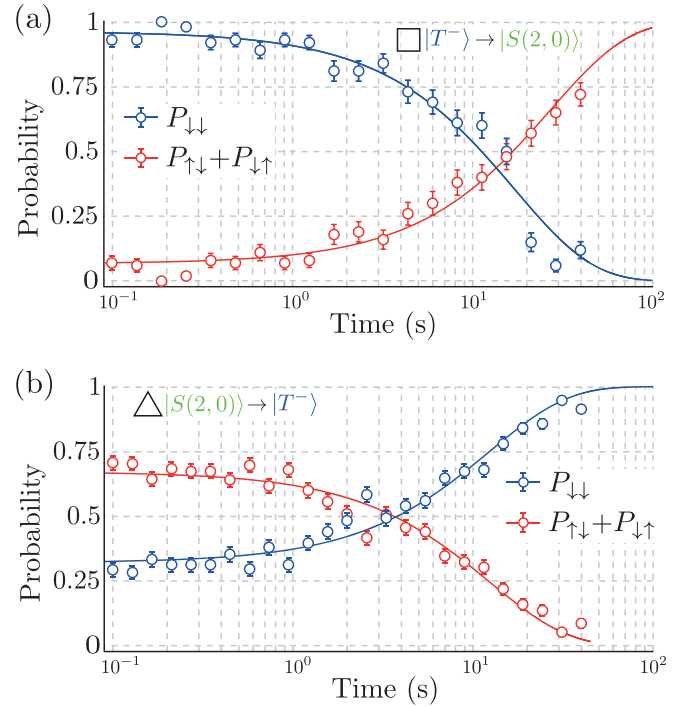 (a)
□ |T⁻⟩ → |S(2,0)⟩
1
0.75
0.5
0.25
0
Probability
P↓↓
P↑↓+P↓↑
10⁻¹ 10⁰ 10¹ 10²
Time (s)
(b)
△ |S(2,0)⟩ → |T⁻⟩
1
0.75
0.5
0.25
0
Probability
P↓↓
P↑↓+P↓↑
10⁻¹ 10⁰ 10¹ 10²
Time (s)